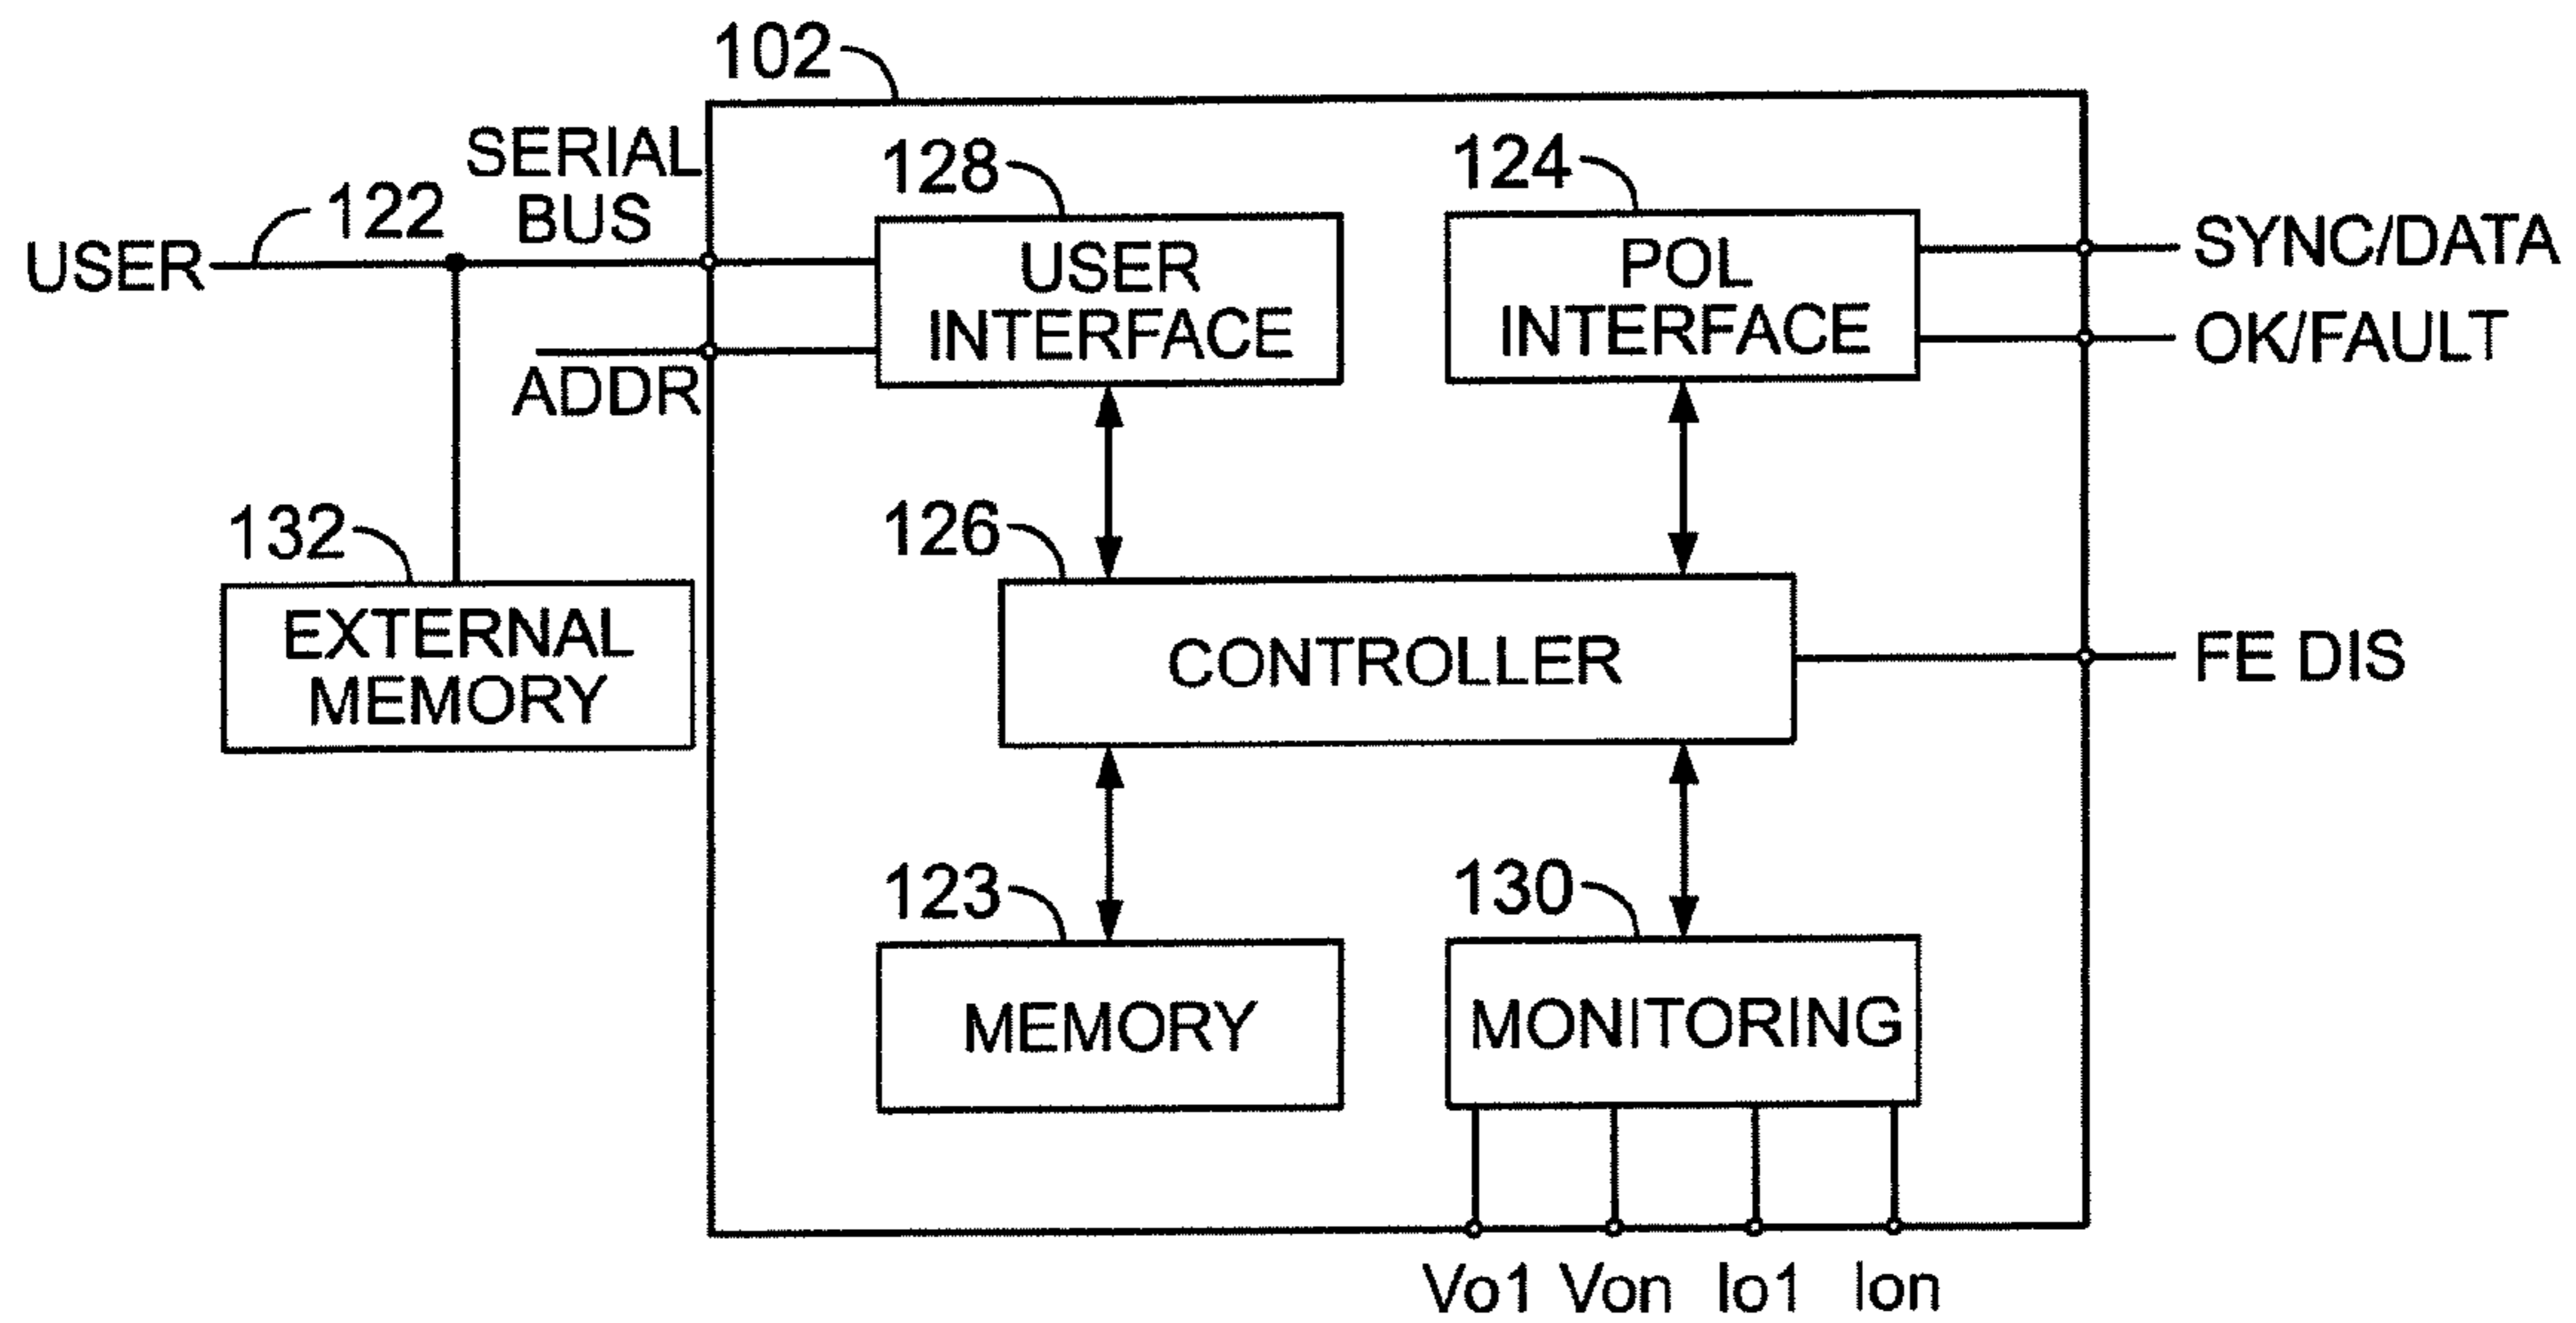 102
SERIAL
BUS
128
124
122
USER
USER
INTERFACE
POL
INTERFACE
SYNC/DATA
OK/FAULT
ADDR
132
126
EXTERNAL
MEMORY
CONTROLLER
FE DIS
123
130
MEMORY
MONITORING
Vo1 Von Io1 Ion